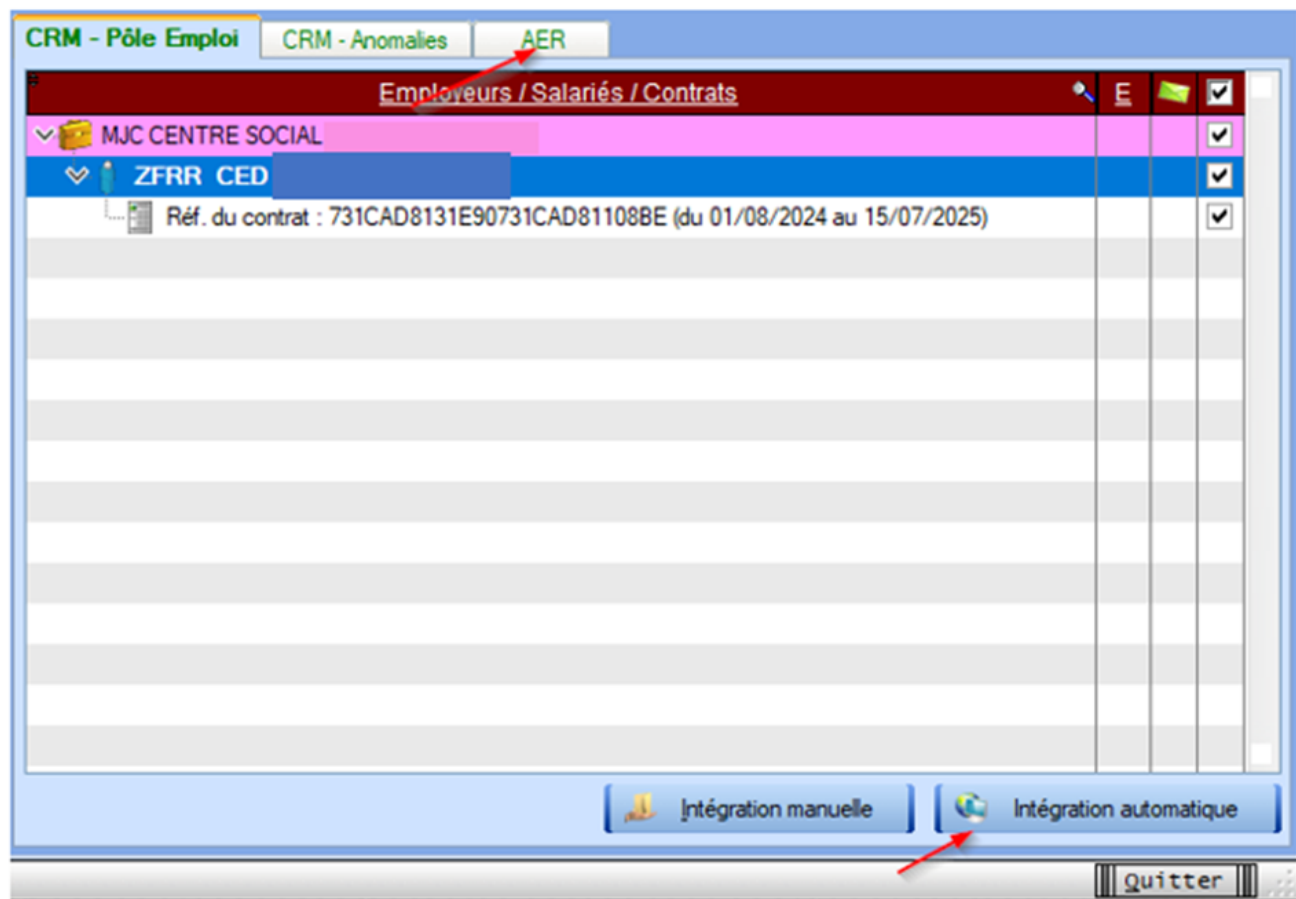 CRM - Pôle Emploi CRM - Anomalies AER
Employeurs / Salariés / Contrats E
MJC CENTRE SOCIAL
ZFRR CED
Réf. du contrat : 731CAD8131E90731CAD81108BE (du 01/08/2024 au 15/07/2025)
Intégration manuelle Intégration automatique
Quitter